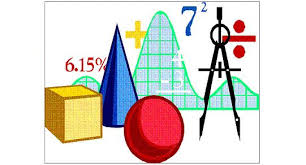 7²
+ ÷
6.15%
+